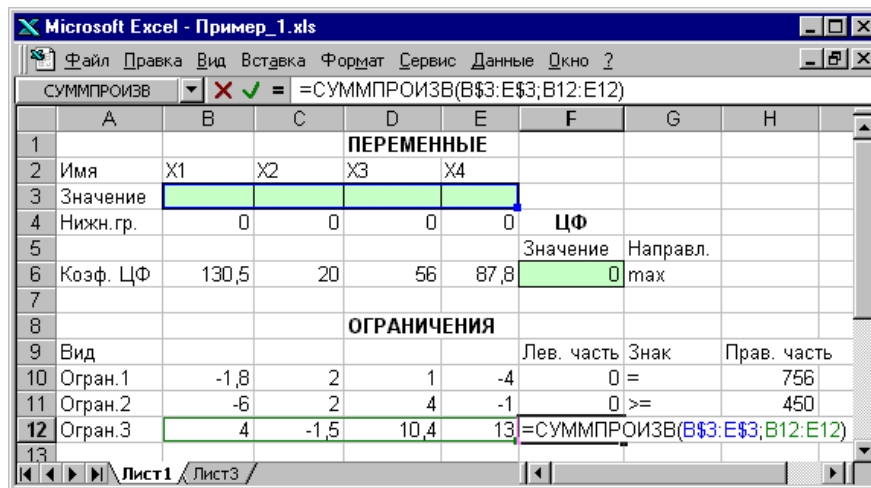 Microsoft Excel - Пример_1.xls
Файл Правка Вид Вставка Формат Сервис Данные Окно ?
СУММПРОИЗВ =СУММПРОИЗВ(B$3:E$3;B12:E12)
A B C D E F G H
1 ПЕРЕМЕННЫЕ
2 Имя X1 X2 X3 X4
3 Значение
4 Нижн.гр. 0 0 0 0 ЦФ
5 Значение Направл.
6 Коэф. ЦФ 130,5 20 56 87,8 0 max
7
8 ОГРАНИЧЕНИЯ
9 Вид Лев. часть Знак Прав. часть
10 Огран.1 -1,8 2 1 -4 0 = 756
11 Огран.2 -6 2 4 -1 0 >= 450
12 Огран.3 4 -1,5 10,4 13 =СУММПРОИЗВ(B$3:E$3;B12:E12)
13
Лист1 Лист3